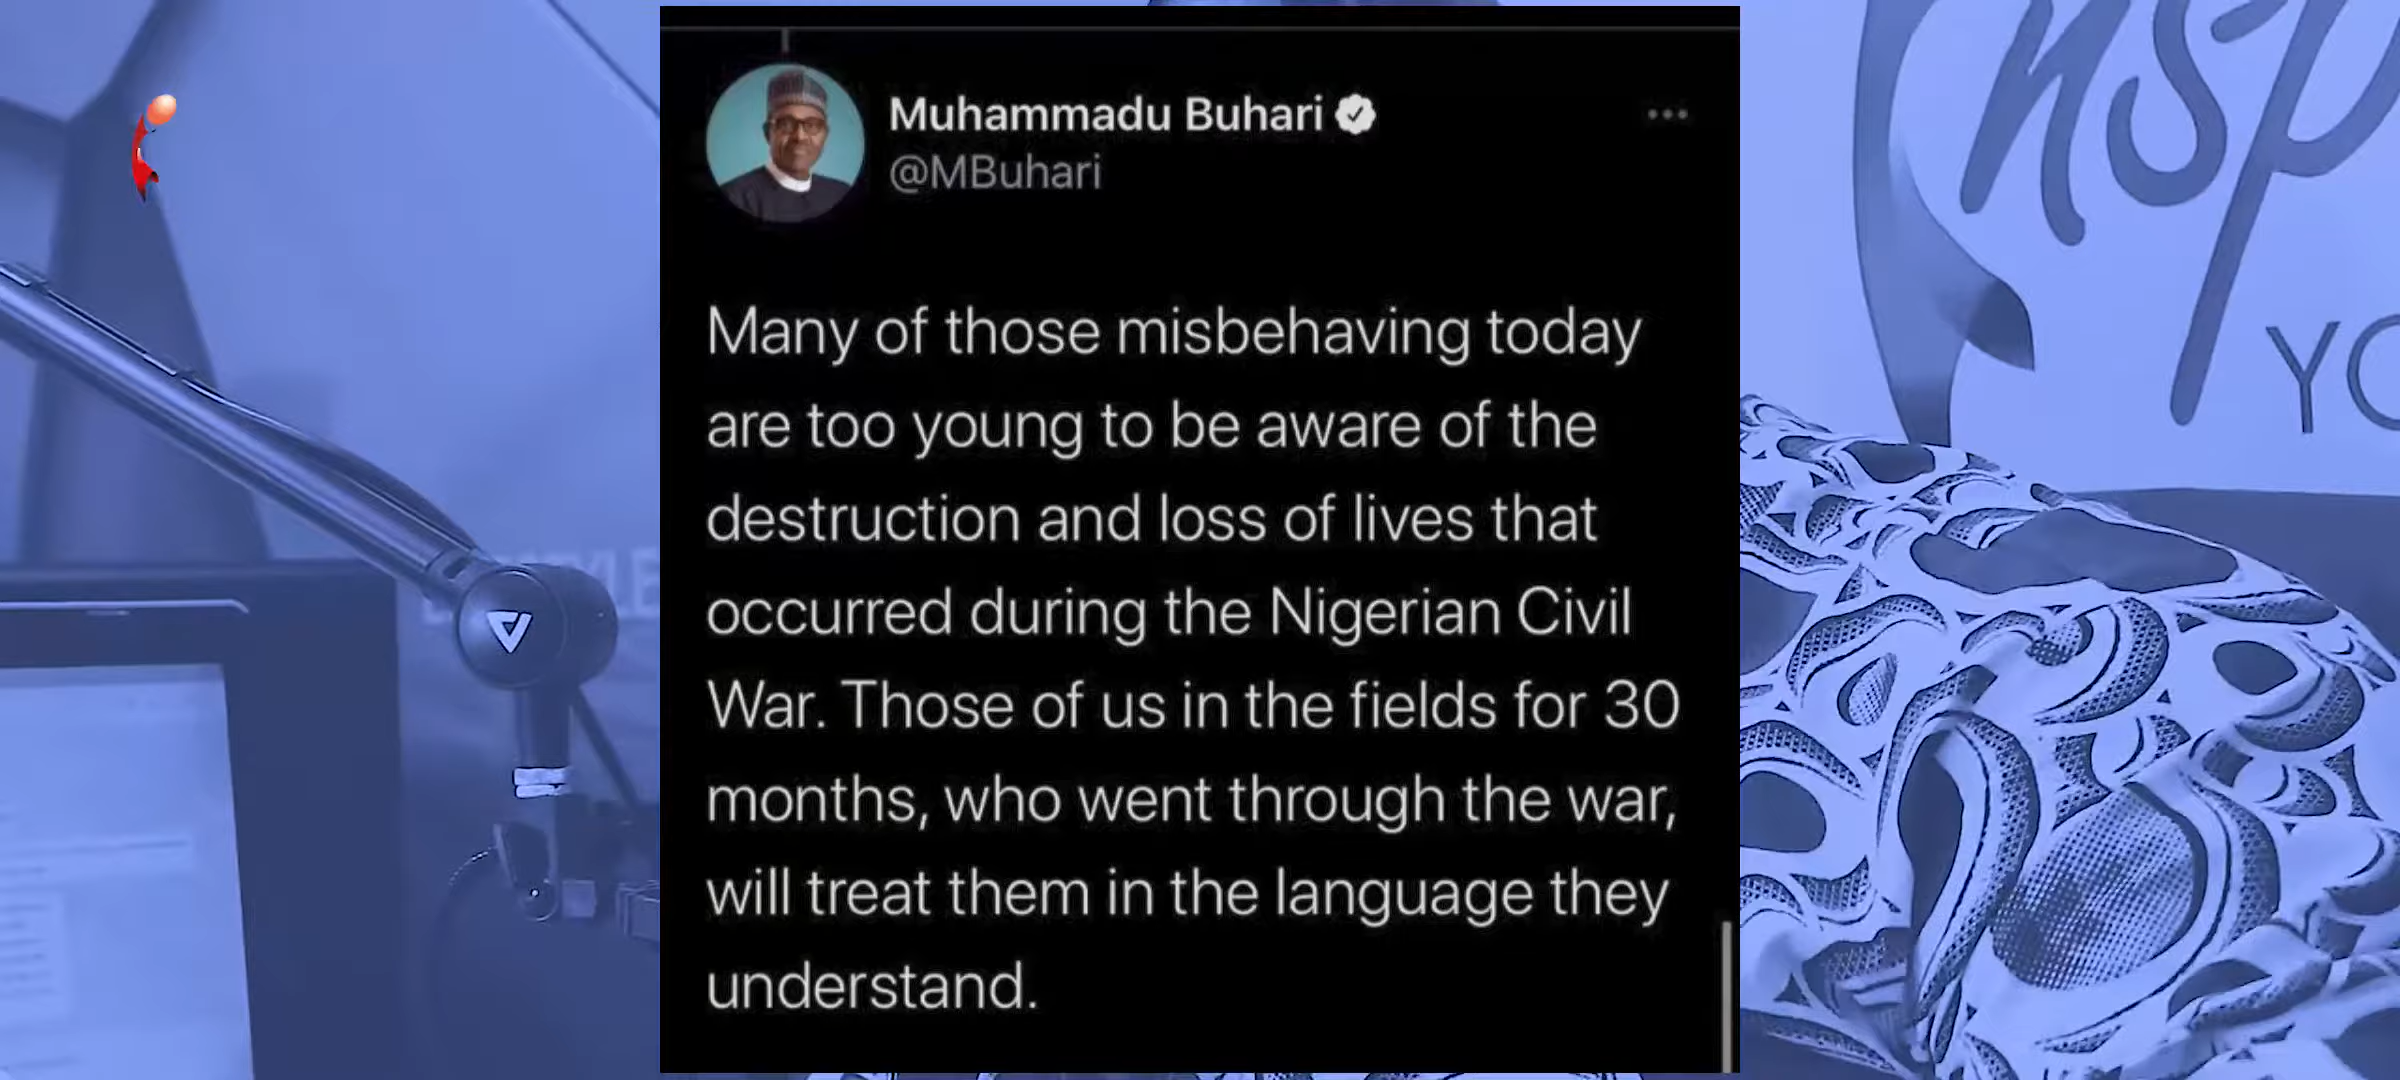 Muhammadu Buhari
@MBuhari
Many of those misbehaving today
are too young to be aware of the
destruction and loss of lives that
occurred during the Nigerian Civil
War. Those of us in the fields for 30
months, who went through the war,
will treat them in the language they
understand.